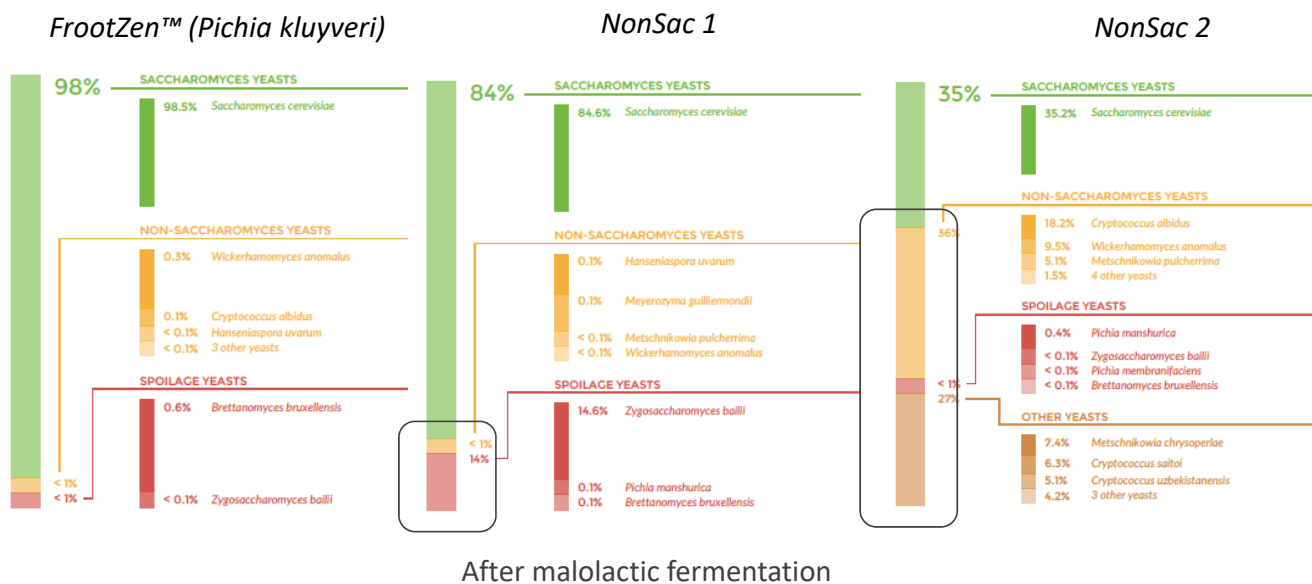 FrootZen™ (Pichia kluyveri)
98%
SACCHAROMYCES YEASTS
98.5% Saccharomyces cerevisiae
NON-SACCHAROMYCES YEASTS
0.3% Wickerhamomyces anomalus
0.1% Cryptococcus albidus
< 0.1% Hanseniaspora uvarum
< 0.1% 3 other yeasts
SPOILAGE YEASTS
0.6% Brettanomyces bruxellensis
< 1%
< 1%
< 0.1% Zygosaccharomyces bailii
NonSac 1
84%
SACCHAROMYCES YEASTS
84.6% Saccharomyces cerevisiae
NON-SACCHAROMYCES YEASTS
0.1% Hanseniaspora uvarum
0.1% Meyerozyma guilliermondii
< 0.1% Metschnikowia pulcherrima
< 0.1% Wickerhamomyces anomalus
SPOILAGE YEASTS
14.6% Zygosaccharomyces bailii
< 1%
14%
0.1% Pichia manshurica
0.1% Brettanomyces bruxellensis
NonSac 2
35%
SACCHAROMYCES YEASTS
35.2% Saccharomyces cerevisiae
NON-SACCHAROMYCES YEASTS
36%
18.2% Cryptococcus albidus
9.5% Wickerhamomyces anomalus
5.1% Metschnikowia pulcherrima
1.5% 4 other yeasts
SPOILAGE YEASTS
0.4% Pichia manshurica
< 0.1% Zygosaccharomyces bailii
< 0.1% Pichia membranifaciens
< 0.1% Brettanomyces bruxellensis
< 1%
27%
OTHER YEASTS
7.4% Metschnikowia chrysoperlae
6.3% Cryptococcus saitoi
5.1% Cryptococcus uzbekistanensis
4.2% 3 other yeasts
After malolactic fermentation